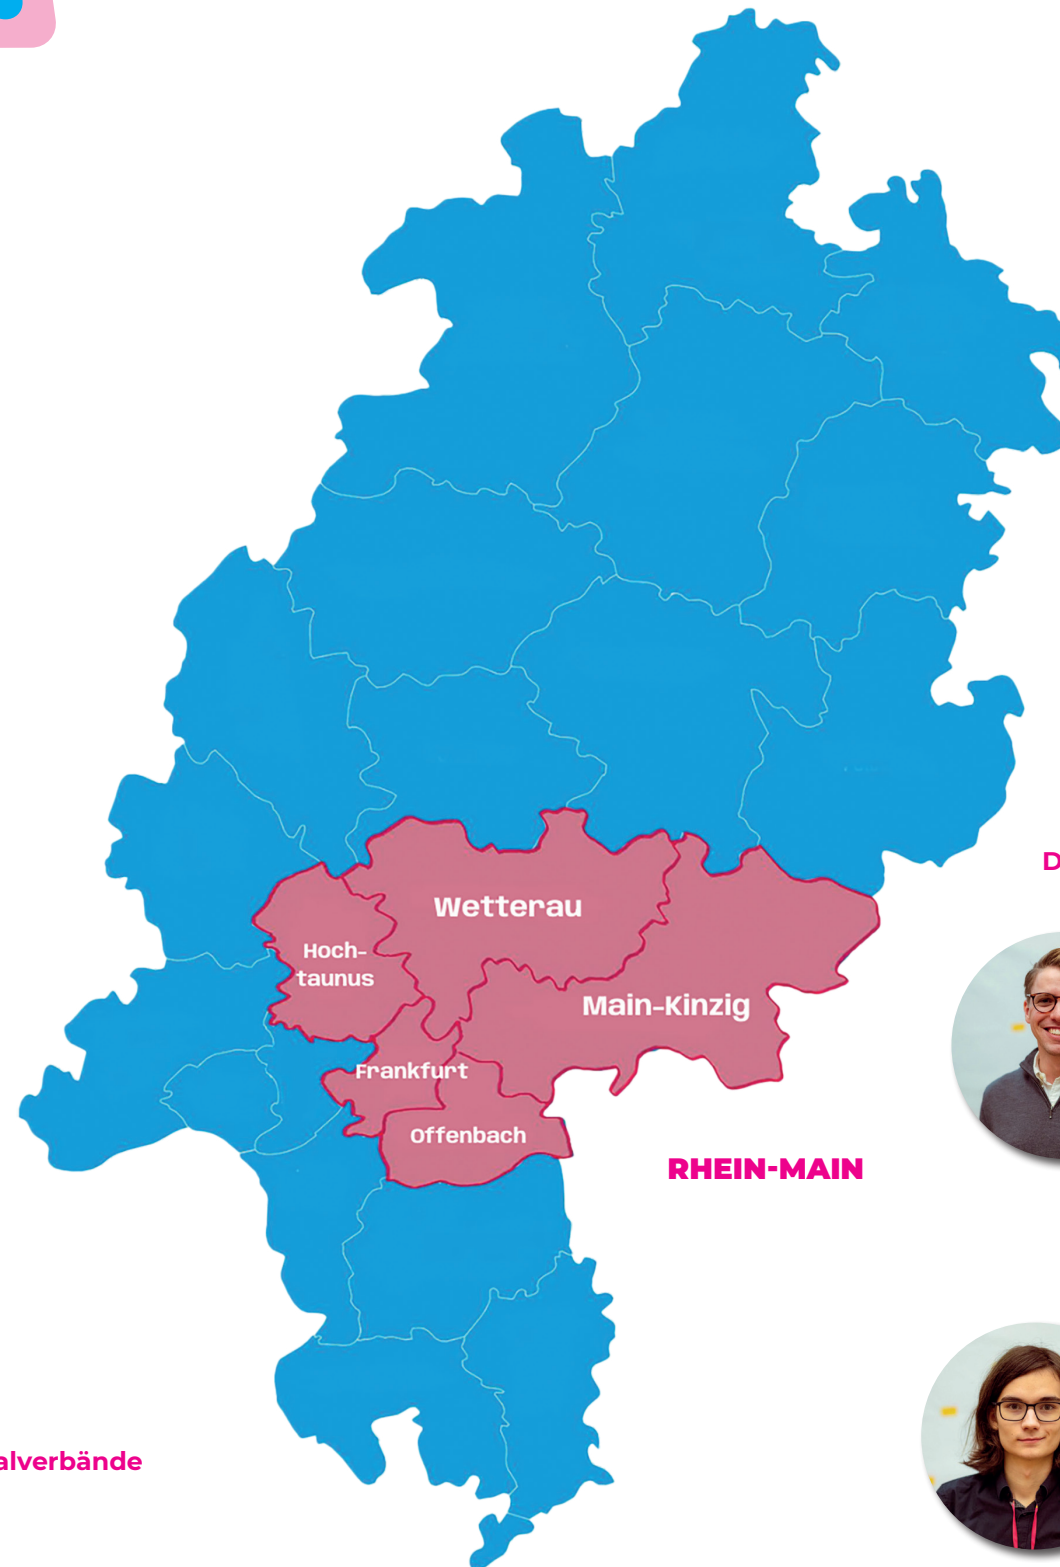 Wetterau
Hoch-
taunus
Main-Kinzig
Frankfurt
Offenbach
RHEIN-MAIN
alverbände
D